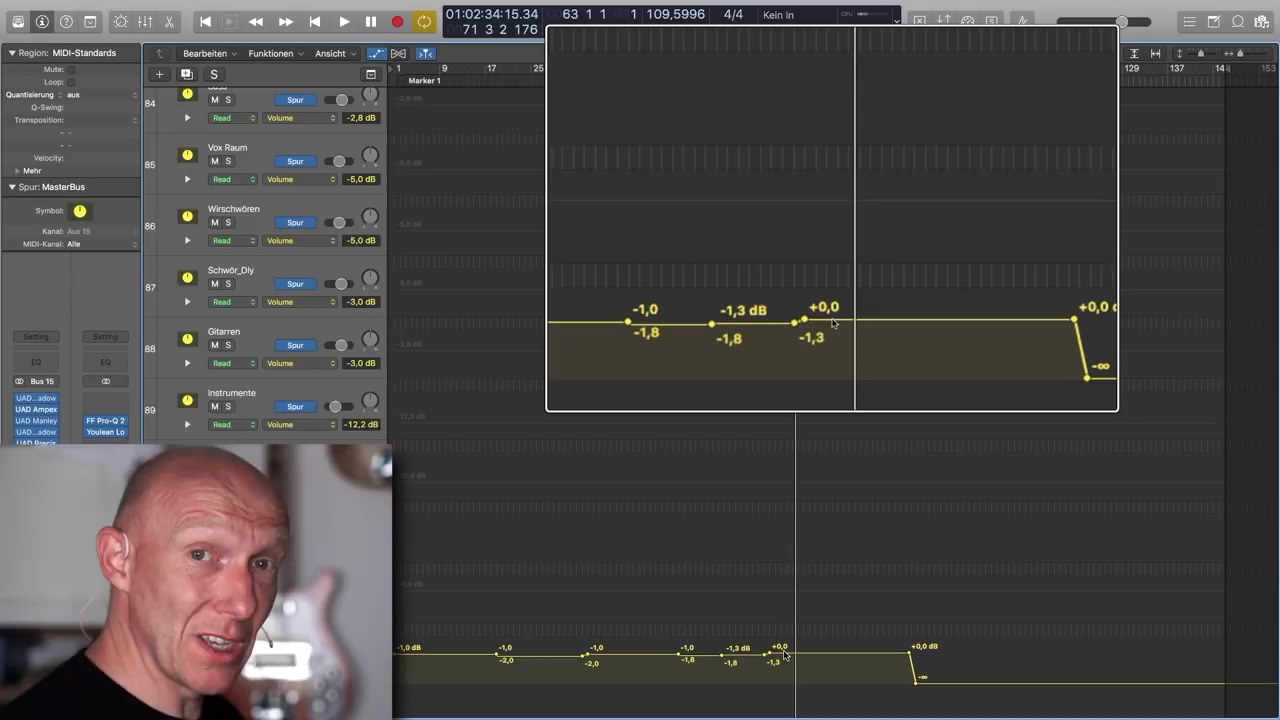 01:02:34:15.34
71 3 2 176
63 1 1 1
109,5996
4/4
Kein In
CPU
Region: MIDI-Standards
Mute:
Loop:
Quantisierung aus
Q-Swing:
Transposition:
Velocity:
Mehr
Spur: MasterBus
Symbol:
Kanal: Aux 15
MIDI-Kanal: Alle
Setting Setting
EQ EQ
Bus 15
UAD...adow
UAD Ampex
UAD Manley FF Pro-Q 2
UAD...adow Youlean Lo
UAD Precis
Bearbeiten Funktionen Ansicht
S
1 9 17 25 129 137 153
Marker 1
84
M S Spur
Read Volume -2,8 dB
85 Vox Raum
M S Spur
Read Volume -5,0 dB
86 Wirschwören
M S Spur
Read Volume -5,0 dB
87 Schwör_Dly
M S Spur
Read Volume -3,0 dB
88 Gitarren
M S Spur
Read Volume -3,0 dB
89 Instrumente
M S Spur
Read Volume -12,2 dB
-1,0 -1,3 dB +0,0 +0,0
-1,8 -1,8 -1,3 -∞
-1,0 dB -1,0 -1,0 -1,0 -1,3 dB +0,0 +0,0 dB
-2,0 -2,0 -1,8 -1,8 -1,3 -∞